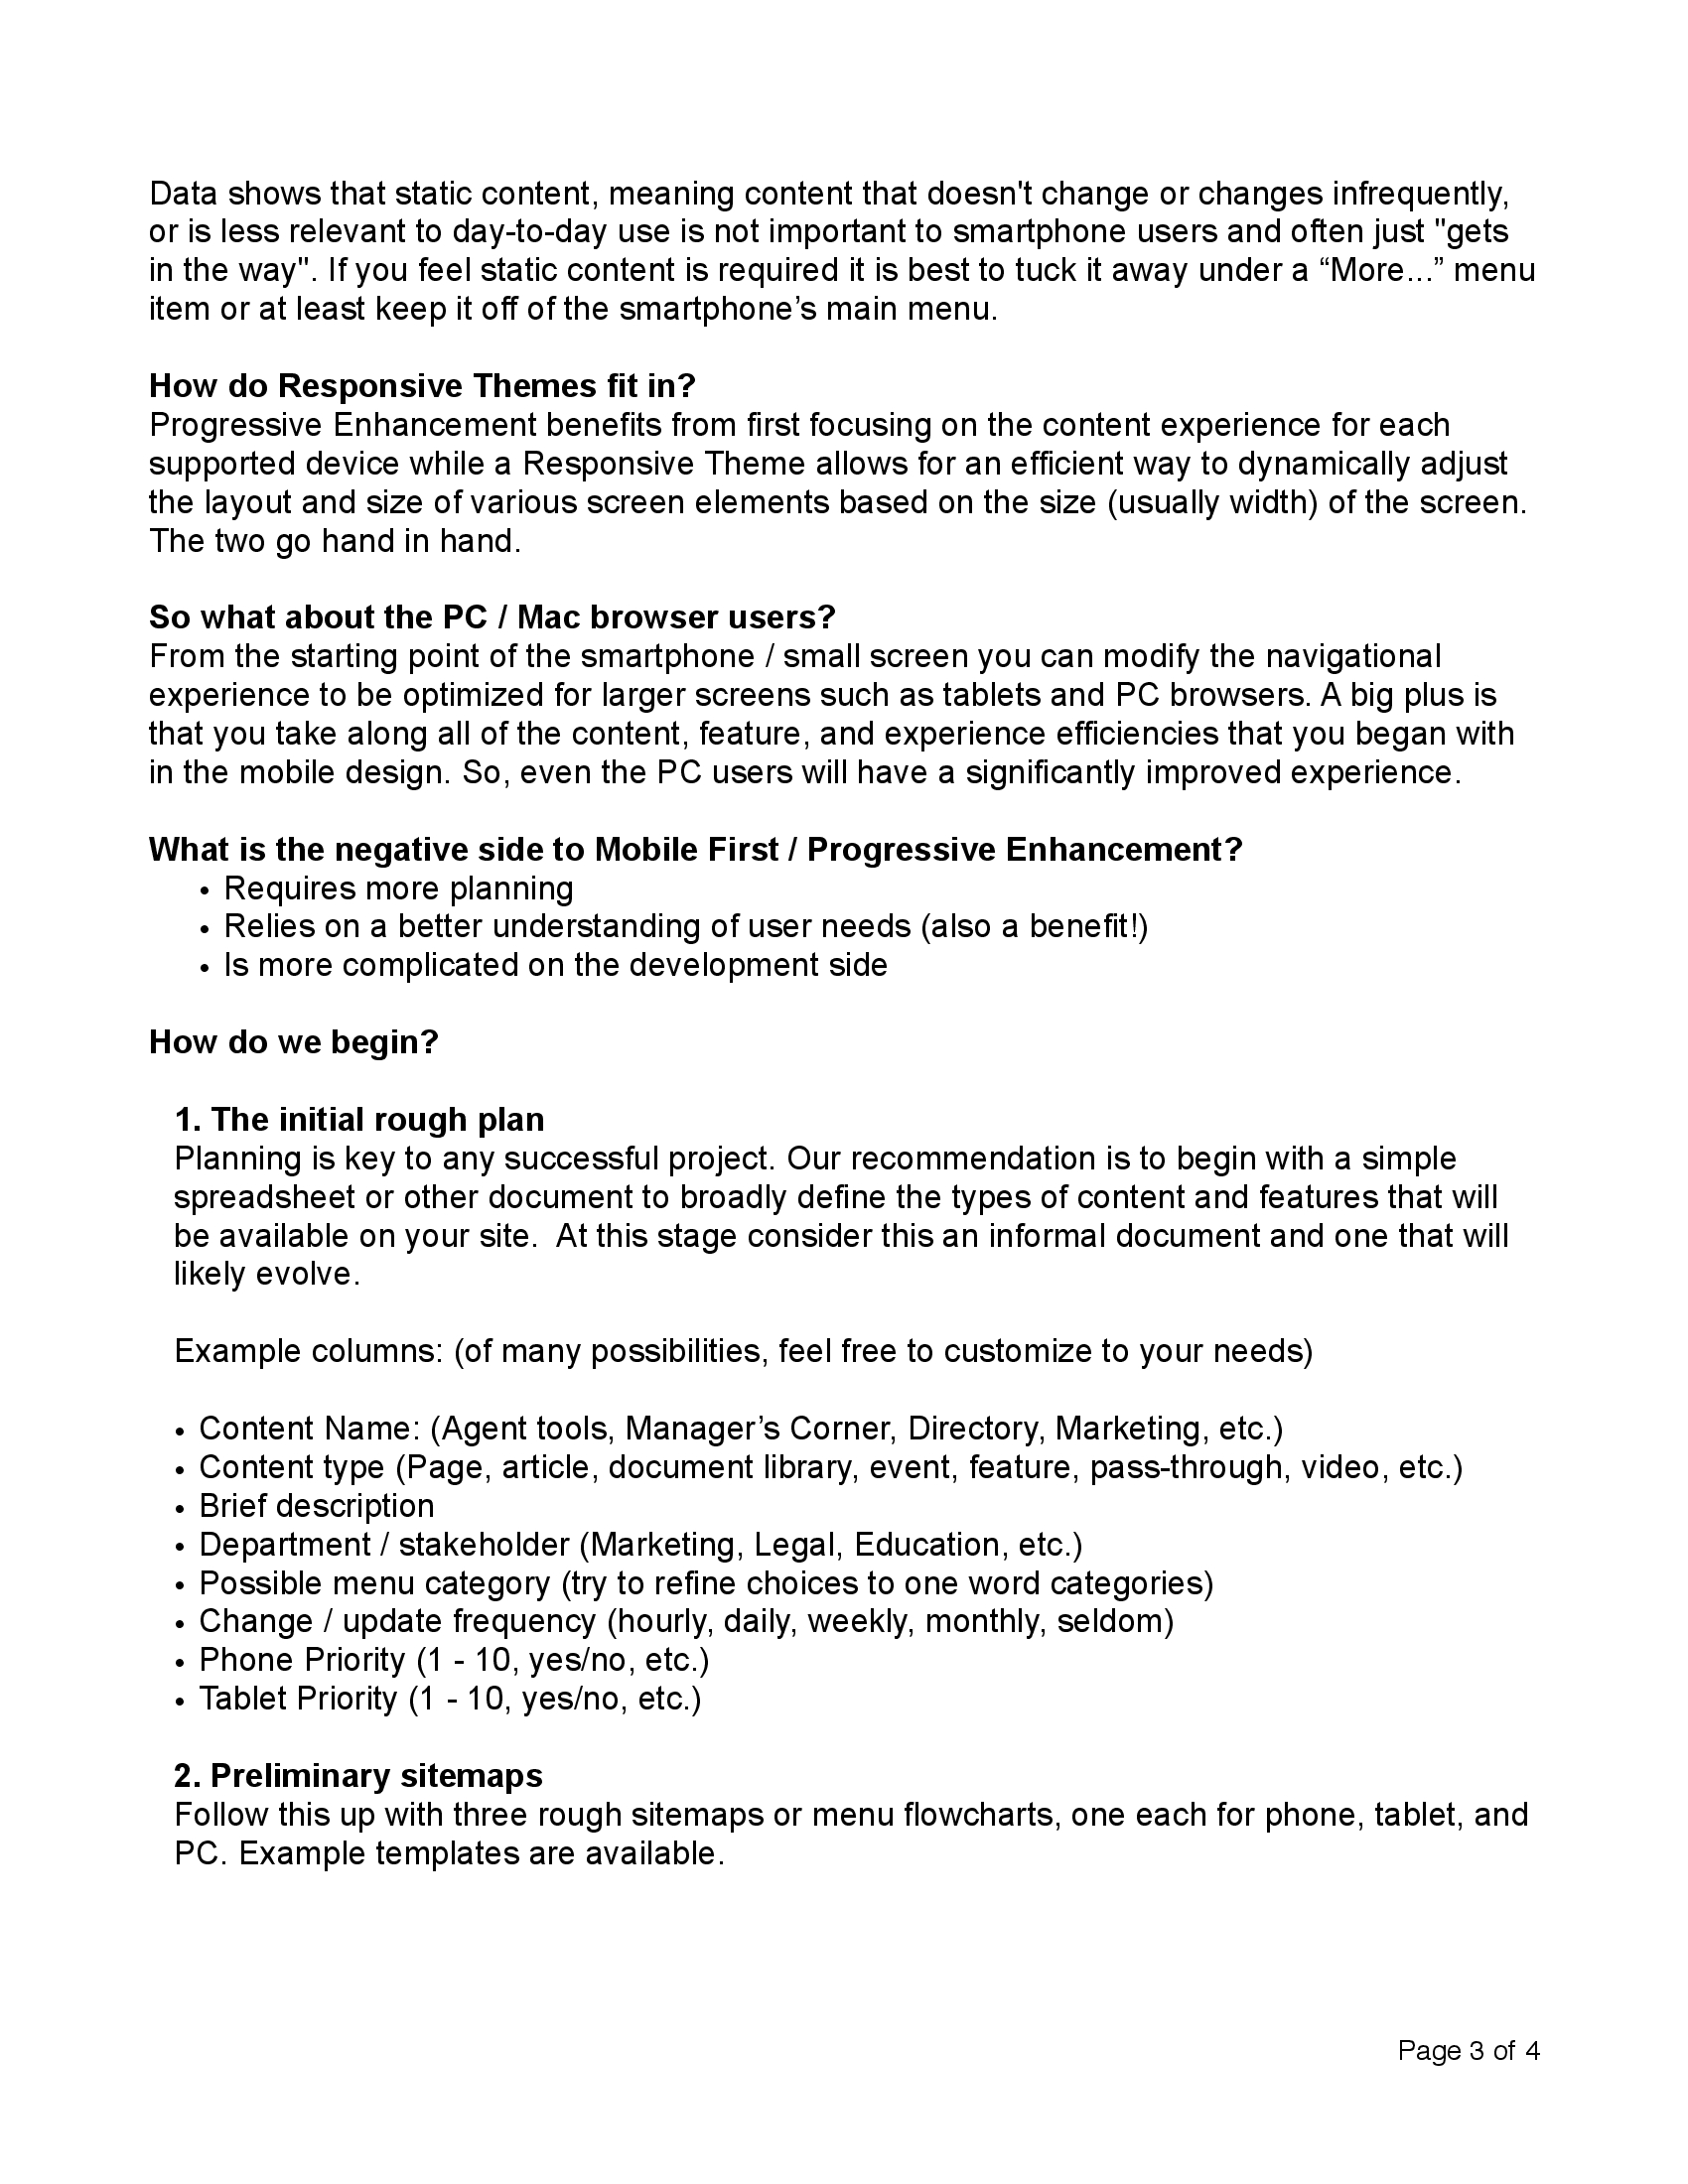 Data shows that static content, meaning content that doesn't change or changes infrequently,
or is less relevant to day-to-day use is not important to smartphone users and often just "gets
in the way". If you feel static content is required it is best to tuck it away under a “More...” menu
item or at least keep it off of the smartphone’s main menu.
How do Responsive Themes fit in?
Progressive Enhancement benefits from first focusing on the content experience for each
supported device while a Responsive Theme allows for an efficient way to dynamically adjust
the layout and size of various screen elements based on the size (usually width) of the screen.
The two go hand in hand.
So what about the PC / Mac browser users?
From the starting point of the smartphone / small screen you can modify the navigational
experience to be optimized for larger screens such as tablets and PC browsers. A big plus is
that you take along all of the content, feature, and experience efficiencies that you began with
in the mobile design. So, even the PC users will have a significantly improved experience.
What is the negative side to Mobile First / Progressive Enhancement?
• Requires more planning
• Relies on a better understanding of user needs (also a benefit!)
• Is more complicated on the development side
How do we begin?
1. The initial rough plan
Planning is key to any successful project. Our recommendation is to begin with a simple
spreadsheet or other document to broadly define the types of content and features that will
be available on your site.  At this stage consider this an informal document and one that will
likely evolve.
Example columns: (of many possibilities, feel free to customize to your needs)
• Content Name: (Agent tools, Manager’s Corner, Directory, Marketing, etc.)
• Content type (Page, article, document library, event, feature, pass-through, video, etc.)
• Brief description
• Department / stakeholder (Marketing, Legal, Education, etc.)
• Possible menu category (try to refine choices to one word categories)
• Change / update frequency (hourly, daily, weekly, monthly, seldom)
• Phone Priority (1 - 10, yes/no, etc.)
• Tablet Priority (1 - 10, yes/no, etc.)
2. Preliminary sitemaps
Follow this up with three rough sitemaps or menu flowcharts, one each for phone, tablet, and
PC. Example templates are available.
Page 3 of 4